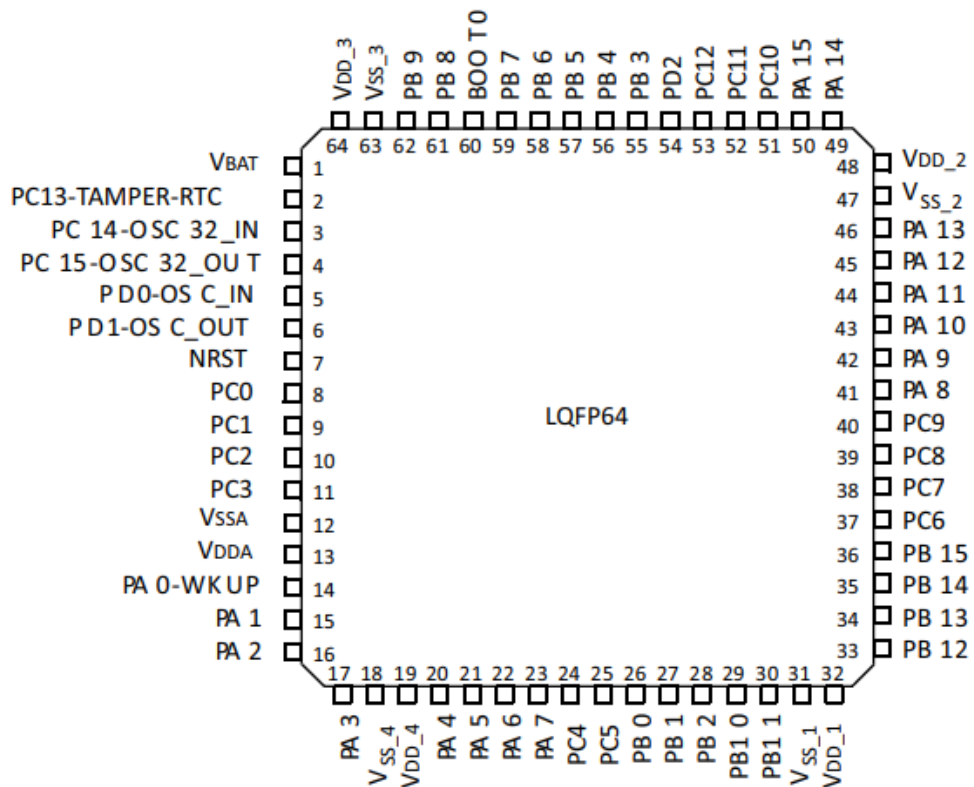 VDD_3
VSS_3
PB 9
PB 8
BOO T0
PB 7
PB 6
PB 5
PB 4
PB 3
PD2
PC12
PC11
PC10
PA 15
PA 14
64 63 62 61 60 59 58 57 56 55 54 53 52 51 50 49
VBAT 1
PC13-TAMPER-RTC 2
PC 14-OSC 32_IN 3
PC 15-OSC 32_OU T 4
P D0-OS C_IN 5
P D1-OS C_OUT 6
NRST 7
PC0 8
PC1 9
PC2 10
PC3 11
VSSA 12
VDDA 13
PA 0-WK UP 14
PA 1 15
PA 2 16
LQFP64
48 VDD_2
47 VSS_2
46 PA 13
45 PA 12
44 PA 11
43 PA 10
42 PA 9
41 PA 8
40 PC9
39 PC8
38 PC7
37 PC6
36 PB 15
35 PB 14
34 PB 13
33 PB 12
17 18 19 20 21 22 23 24 25 26 27 28 29 30 31 32
PA 3
VSS_4
VDD_4
PA 4
PA 5
PA 6
PA 7
PC4
PC5
PB 0
PB 1
PB 2
PB1 0
PB1 1
VSS_1
VDD_1